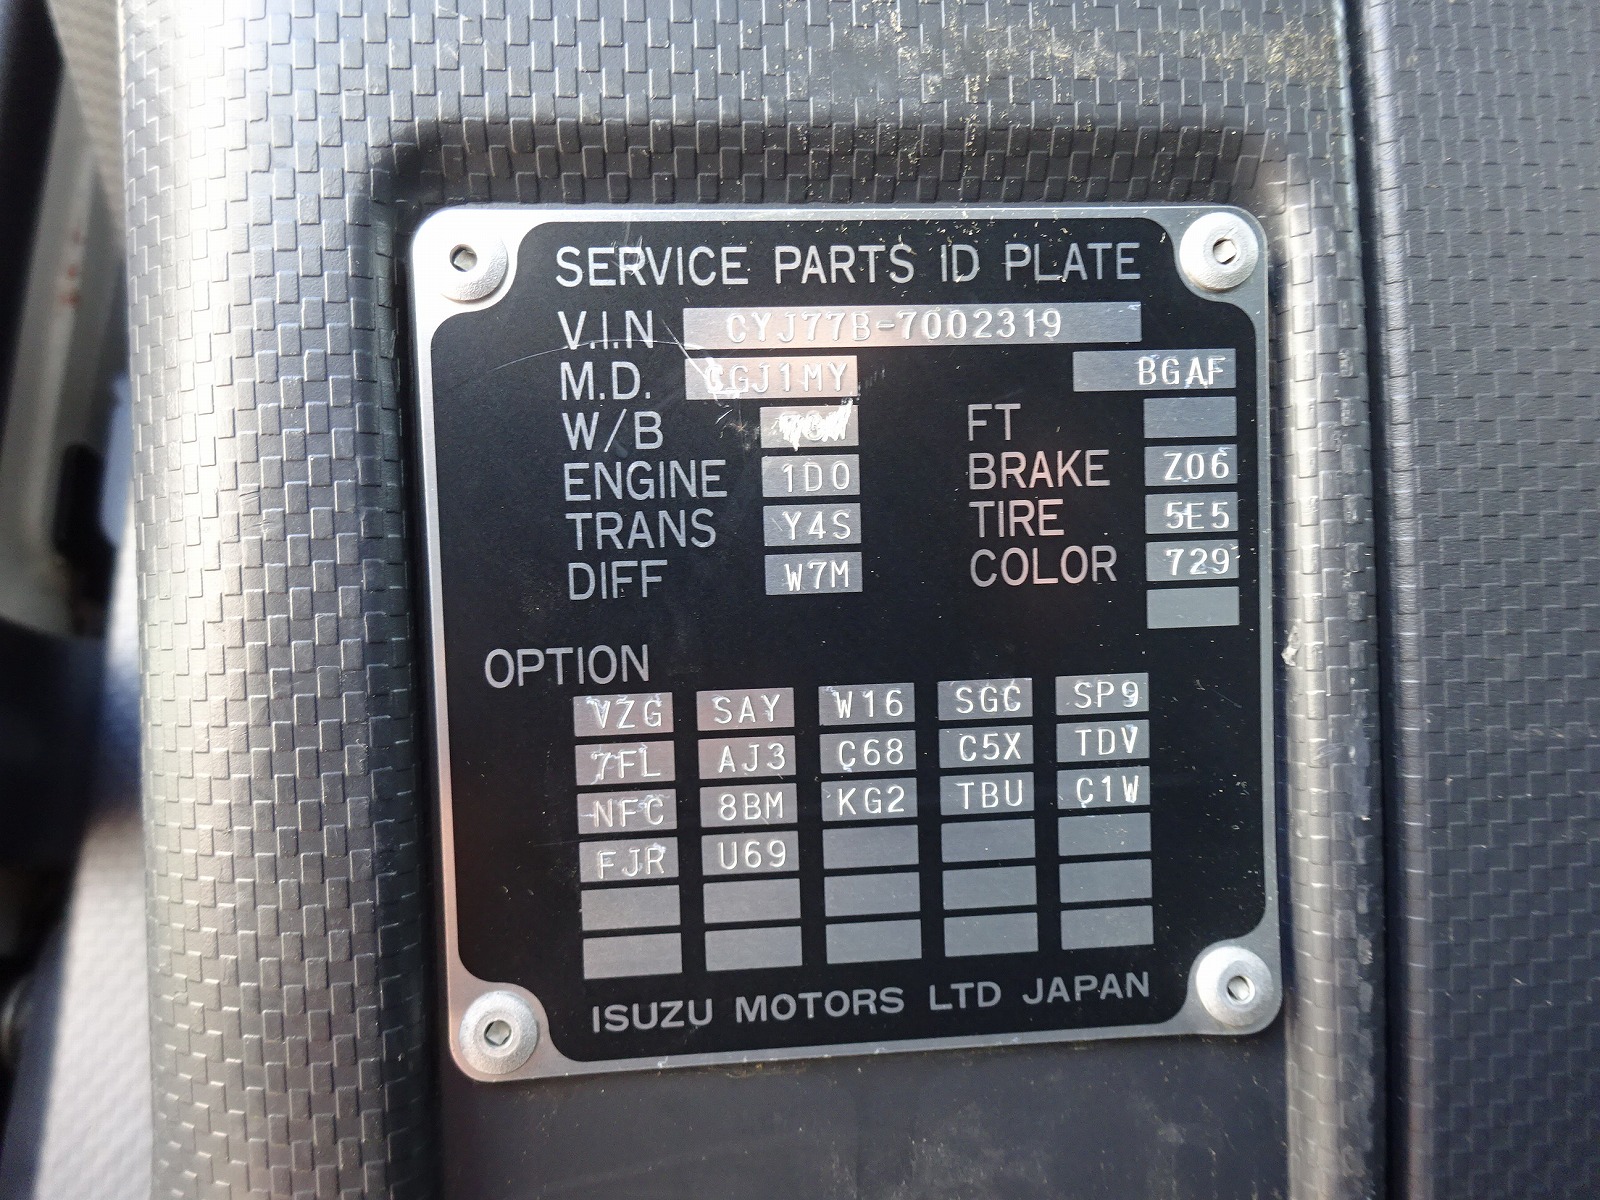 SERVICE PARTS ID PLATE
V.I.N CYJ77B-7002319
M.D. CGJ1MY BGAF
W/B FT
ENGINE 1D0 BRAKE Z06
TRANS Y4S TIRE 5E5
DIFF W7M COLOR 729
OPTION
VZG SAY W16 SGC SP9
7FL AJ3 C68 C5X TDV
NFC 8BM KG2 TBU C1W
FJR U69
ISUZU MOTORS LTD JAPAN